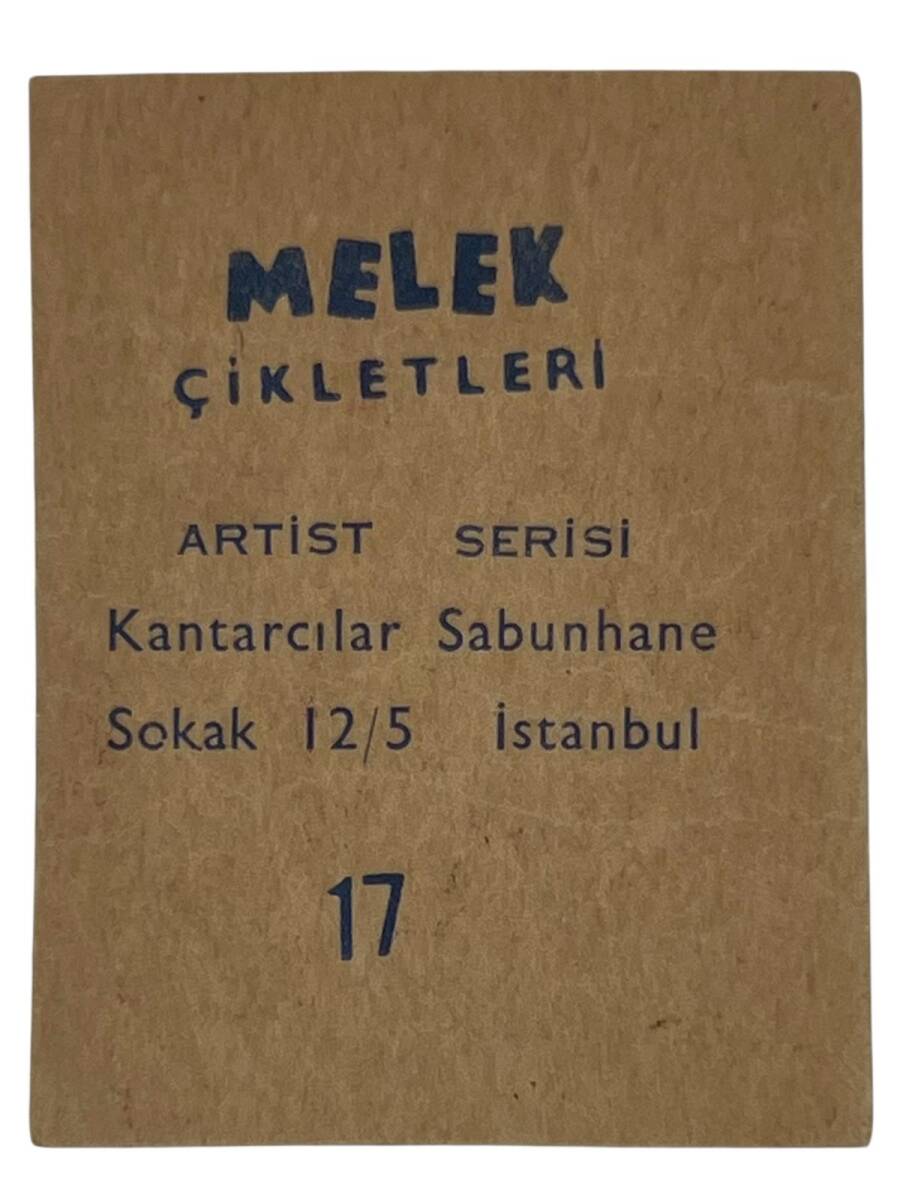 MELEK
ÇİKLETLERİ
ARTİST SERİSİ
Kantarcılar Sabunhane
Sokak 12/5 İstanbul
17